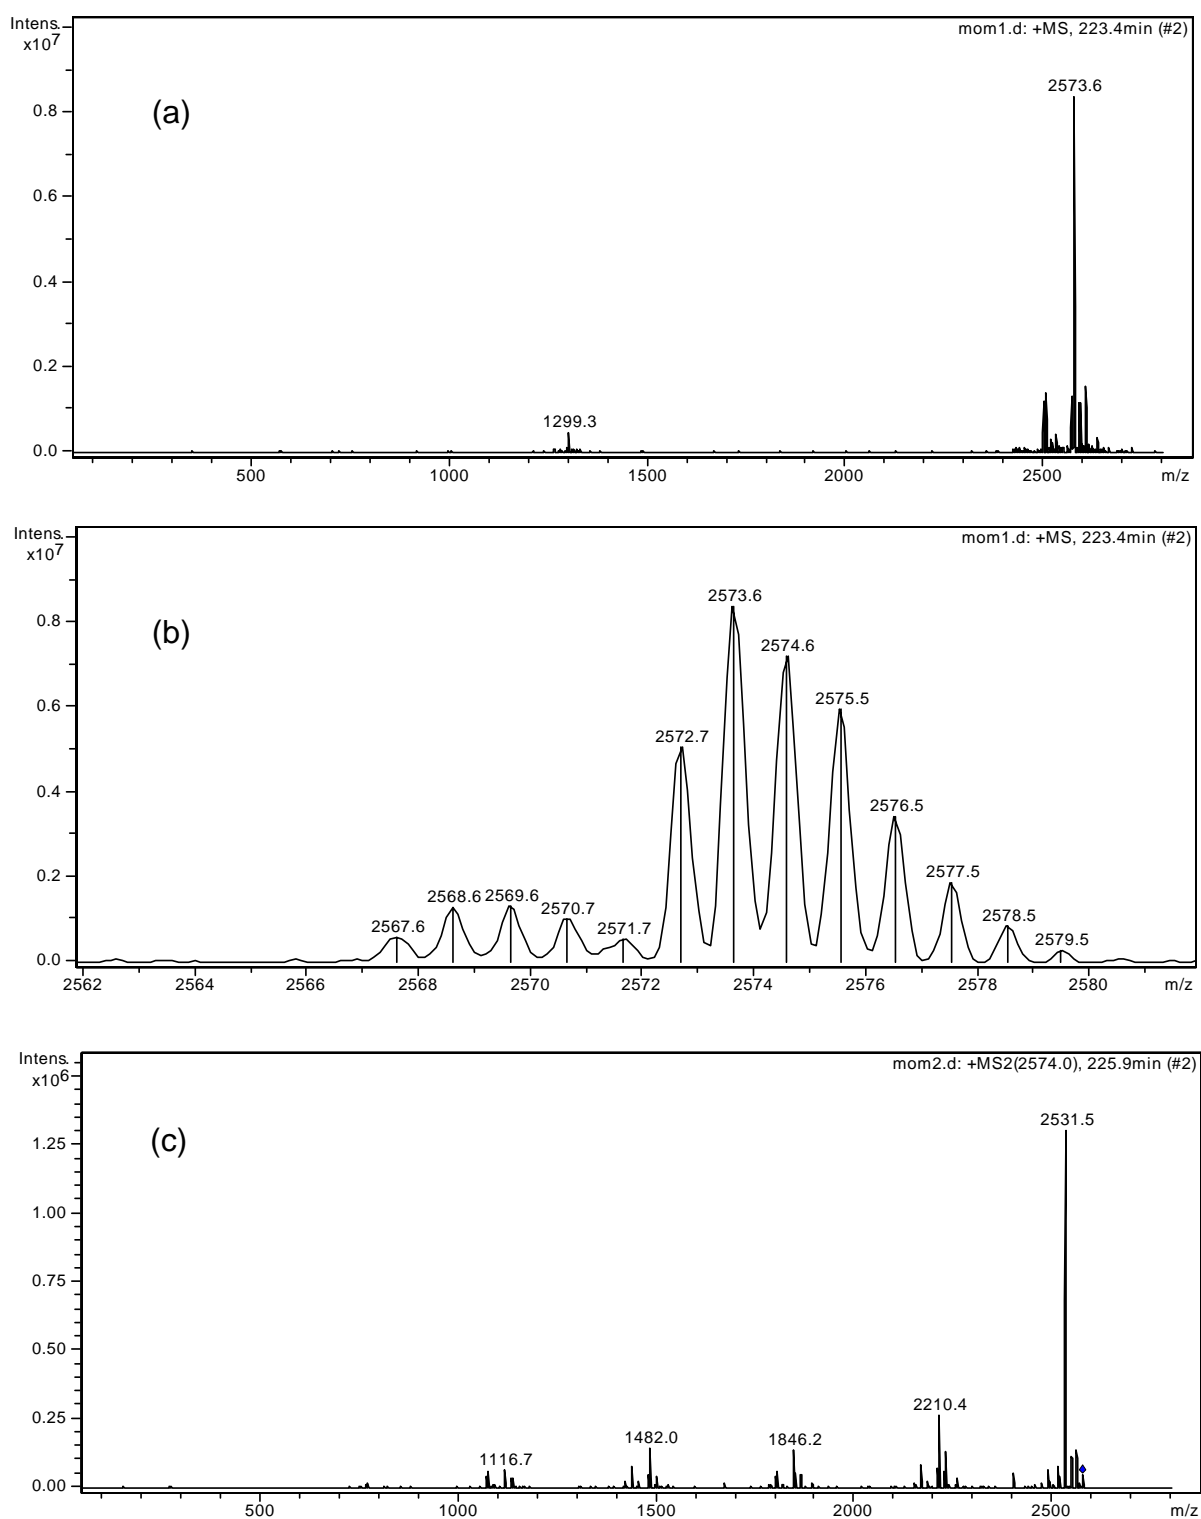 Intens.
x10^7
mom1.d: +MS, 223.4min (#2)
(a)
2573.6
1299.3
0.8
0.6
0.4
0.2
0.0
500 1000 1500 2000 2500 m/z
Intens.
x10^7
mom1.d: +MS, 223.4min (#2)
(b)
2573.6
2574.6
2575.5
2572.7
2576.5
2577.5
2567.6 2568.6 2569.6 2570.7 2571.7
2578.5
2579.5
0.8
0.6
0.4
0.2
0.0
2562 2564 2566 2568 2570 2572 2574 2576 2578 2580 m/z
Intens.
x10^6
mom2.d: +MS2(2574.0), 225.9min (#2)
(c)
2531.5
2210.4
1846.2
1482.0
1116.7
1.25
1.00
0.75
0.50
0.25
0.00
500 1000 1500 2000 2500 m/z